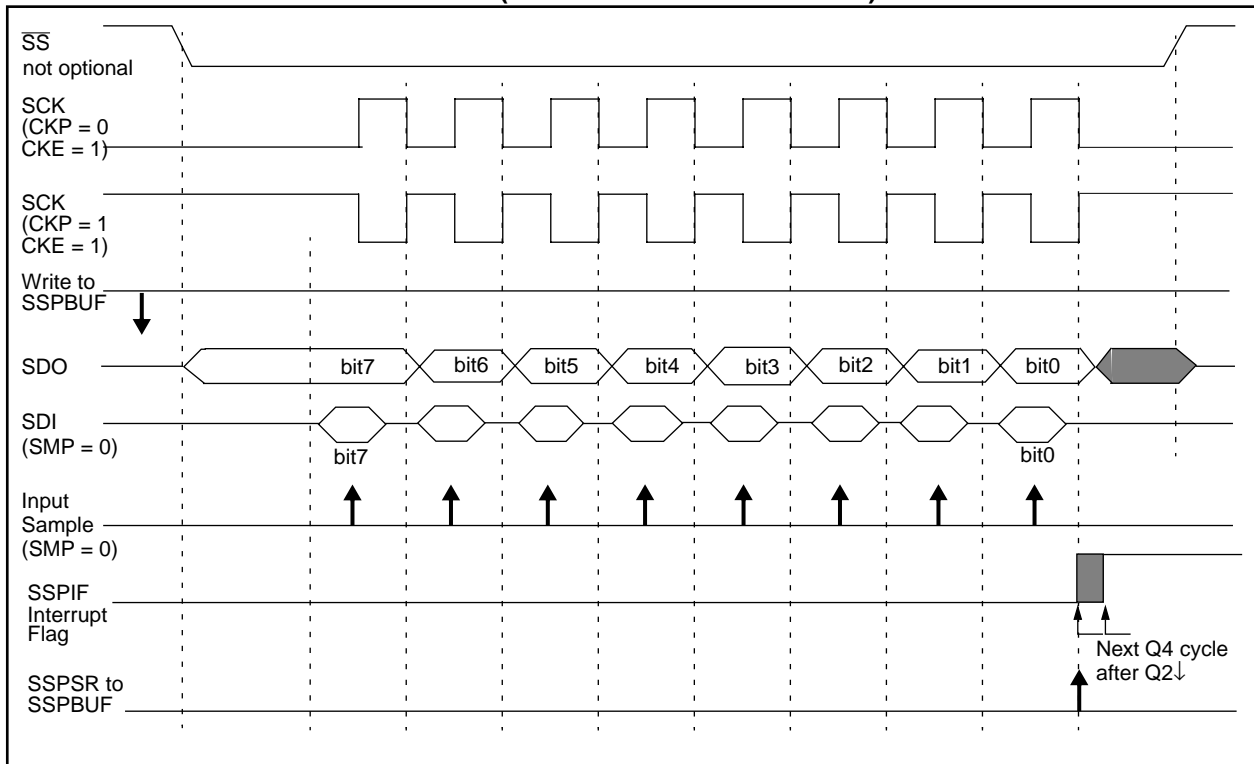 SS
not optional
SCK
(CKP = 0
CKE = 1)
SCK
(CKP = 1
CKE = 1)
Write to
SSPBUF
SDO
bit7 bit6 bit5 bit4 bit3 bit2 bit1 bit0
SDI
(SMP = 0)
bit7 bit0
Input
Sample
(SMP = 0)
SSPIF
Interrupt
Flag
Next Q4 cycle
after Q2↓
SSPSR to
SSPBUF